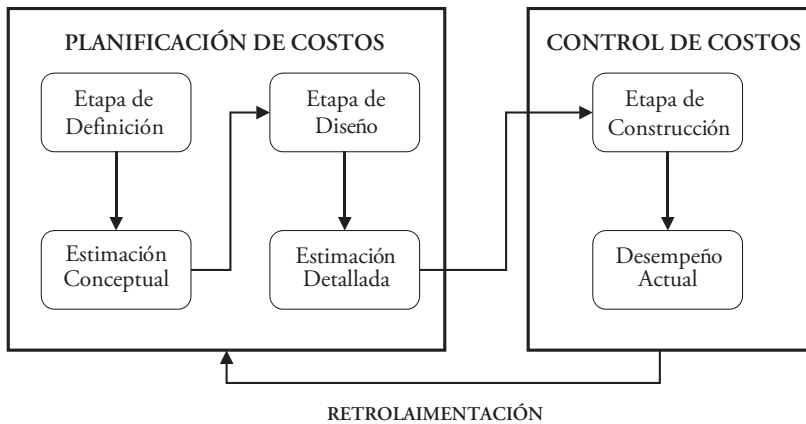 PLANIFICACIÓN DE COSTOS
Etapa de
Definición
Estimación
Conceptual
Etapa de
Diseño
Estimación
Detallada
CONTROL DE COSTOS
Etapa de
Construcción
Desempeño
Actual
RETROLAIMENTACIÓN